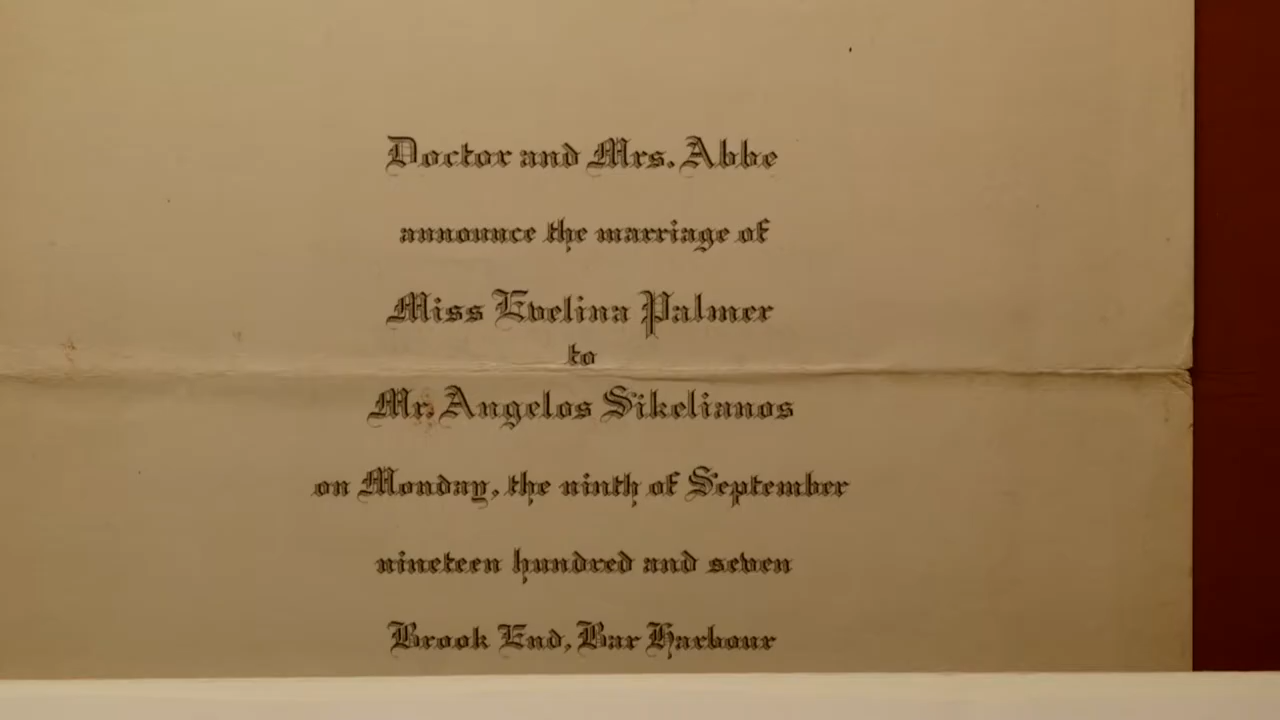 Doctor and Mrs. Abbe
announce the marriage of
Miss Evelina Palmer
to
Mr. Angelos Sikelianos
on Monday, the ninth of September
nineteen hundred and seven
Brook End, Bar Harbour